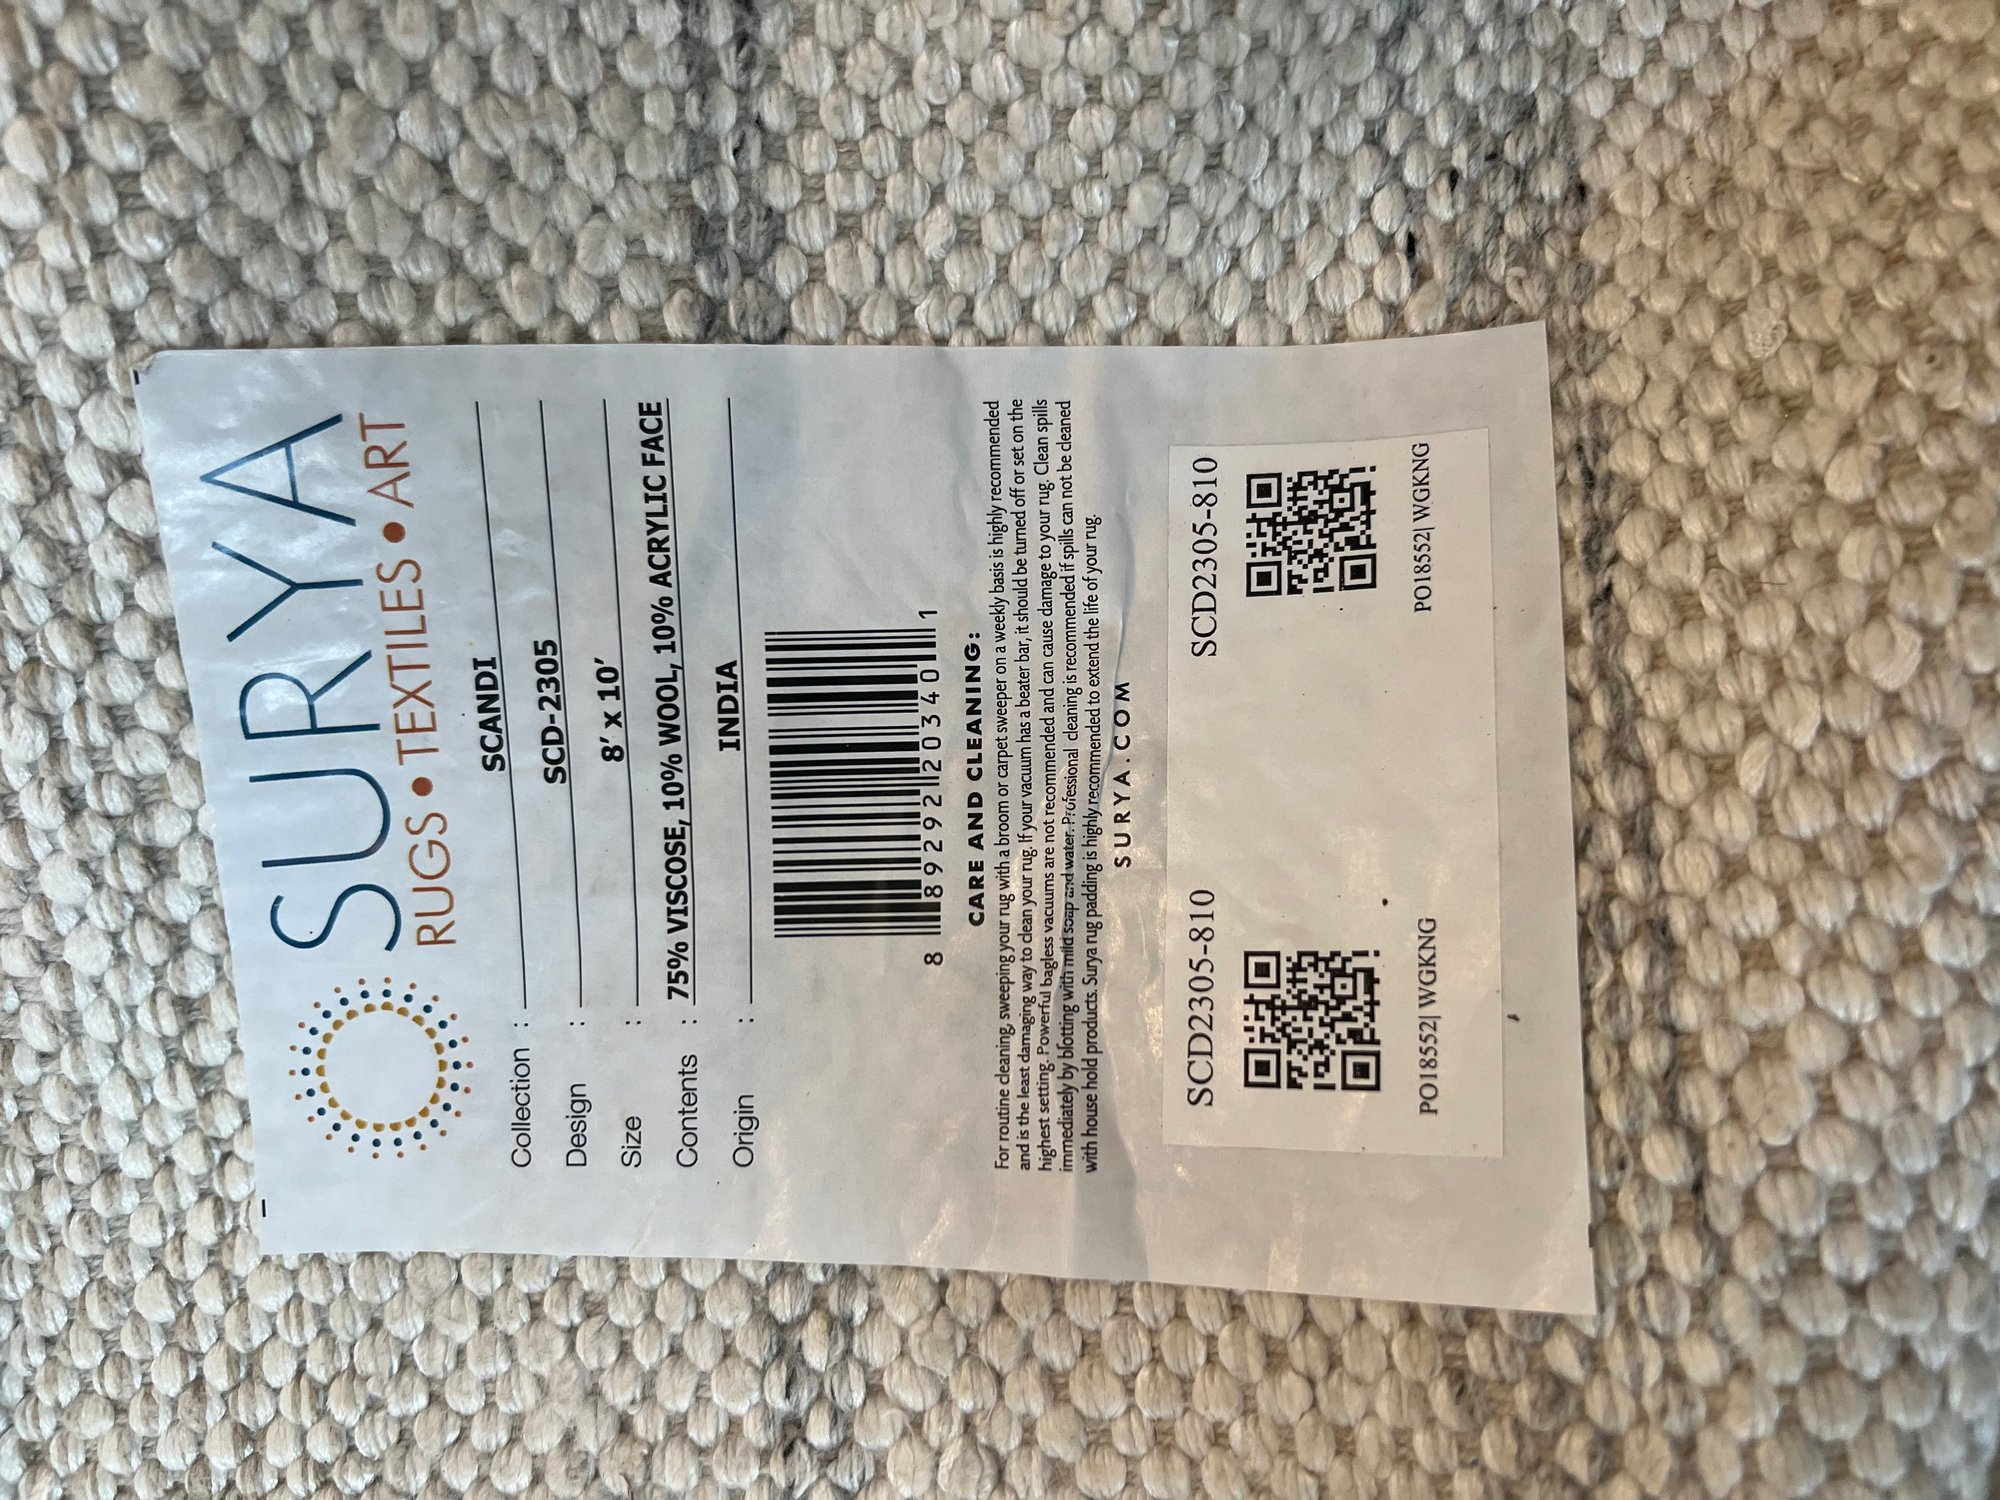 SURYA
RUGS • TEXTILES • ART
Collection : SCANDI
Design : SCD-2305
Size : 8' x 10'
Contents : 75% VISCOSE, 10% WOOL, 10% ACRYLIC FACE
Origin : INDIA
8 89292 20340 1
CARE AND CLEANING:
For routine cleaning, sweeping your rug with a broom or carpet sweeper on a weekly basis is highly recommended
and is the least damaging way to clean your rug. If your vacuum has a beater bar, it should be turned off or set on the
highest setting. Powerful bagless vacuums are not recommended and can cause damage to your rug. Clean spills
immediately by blotting with mild soap and water. Professional cleaning is recommended if spills can not be cleaned
with house hold products. Surya rug padding is highly recommended to extend the life of your rug.
SURYA.COM
SCD2305-810 SCD2305-810
PO18552| WGKNG PO18552| WGKNG